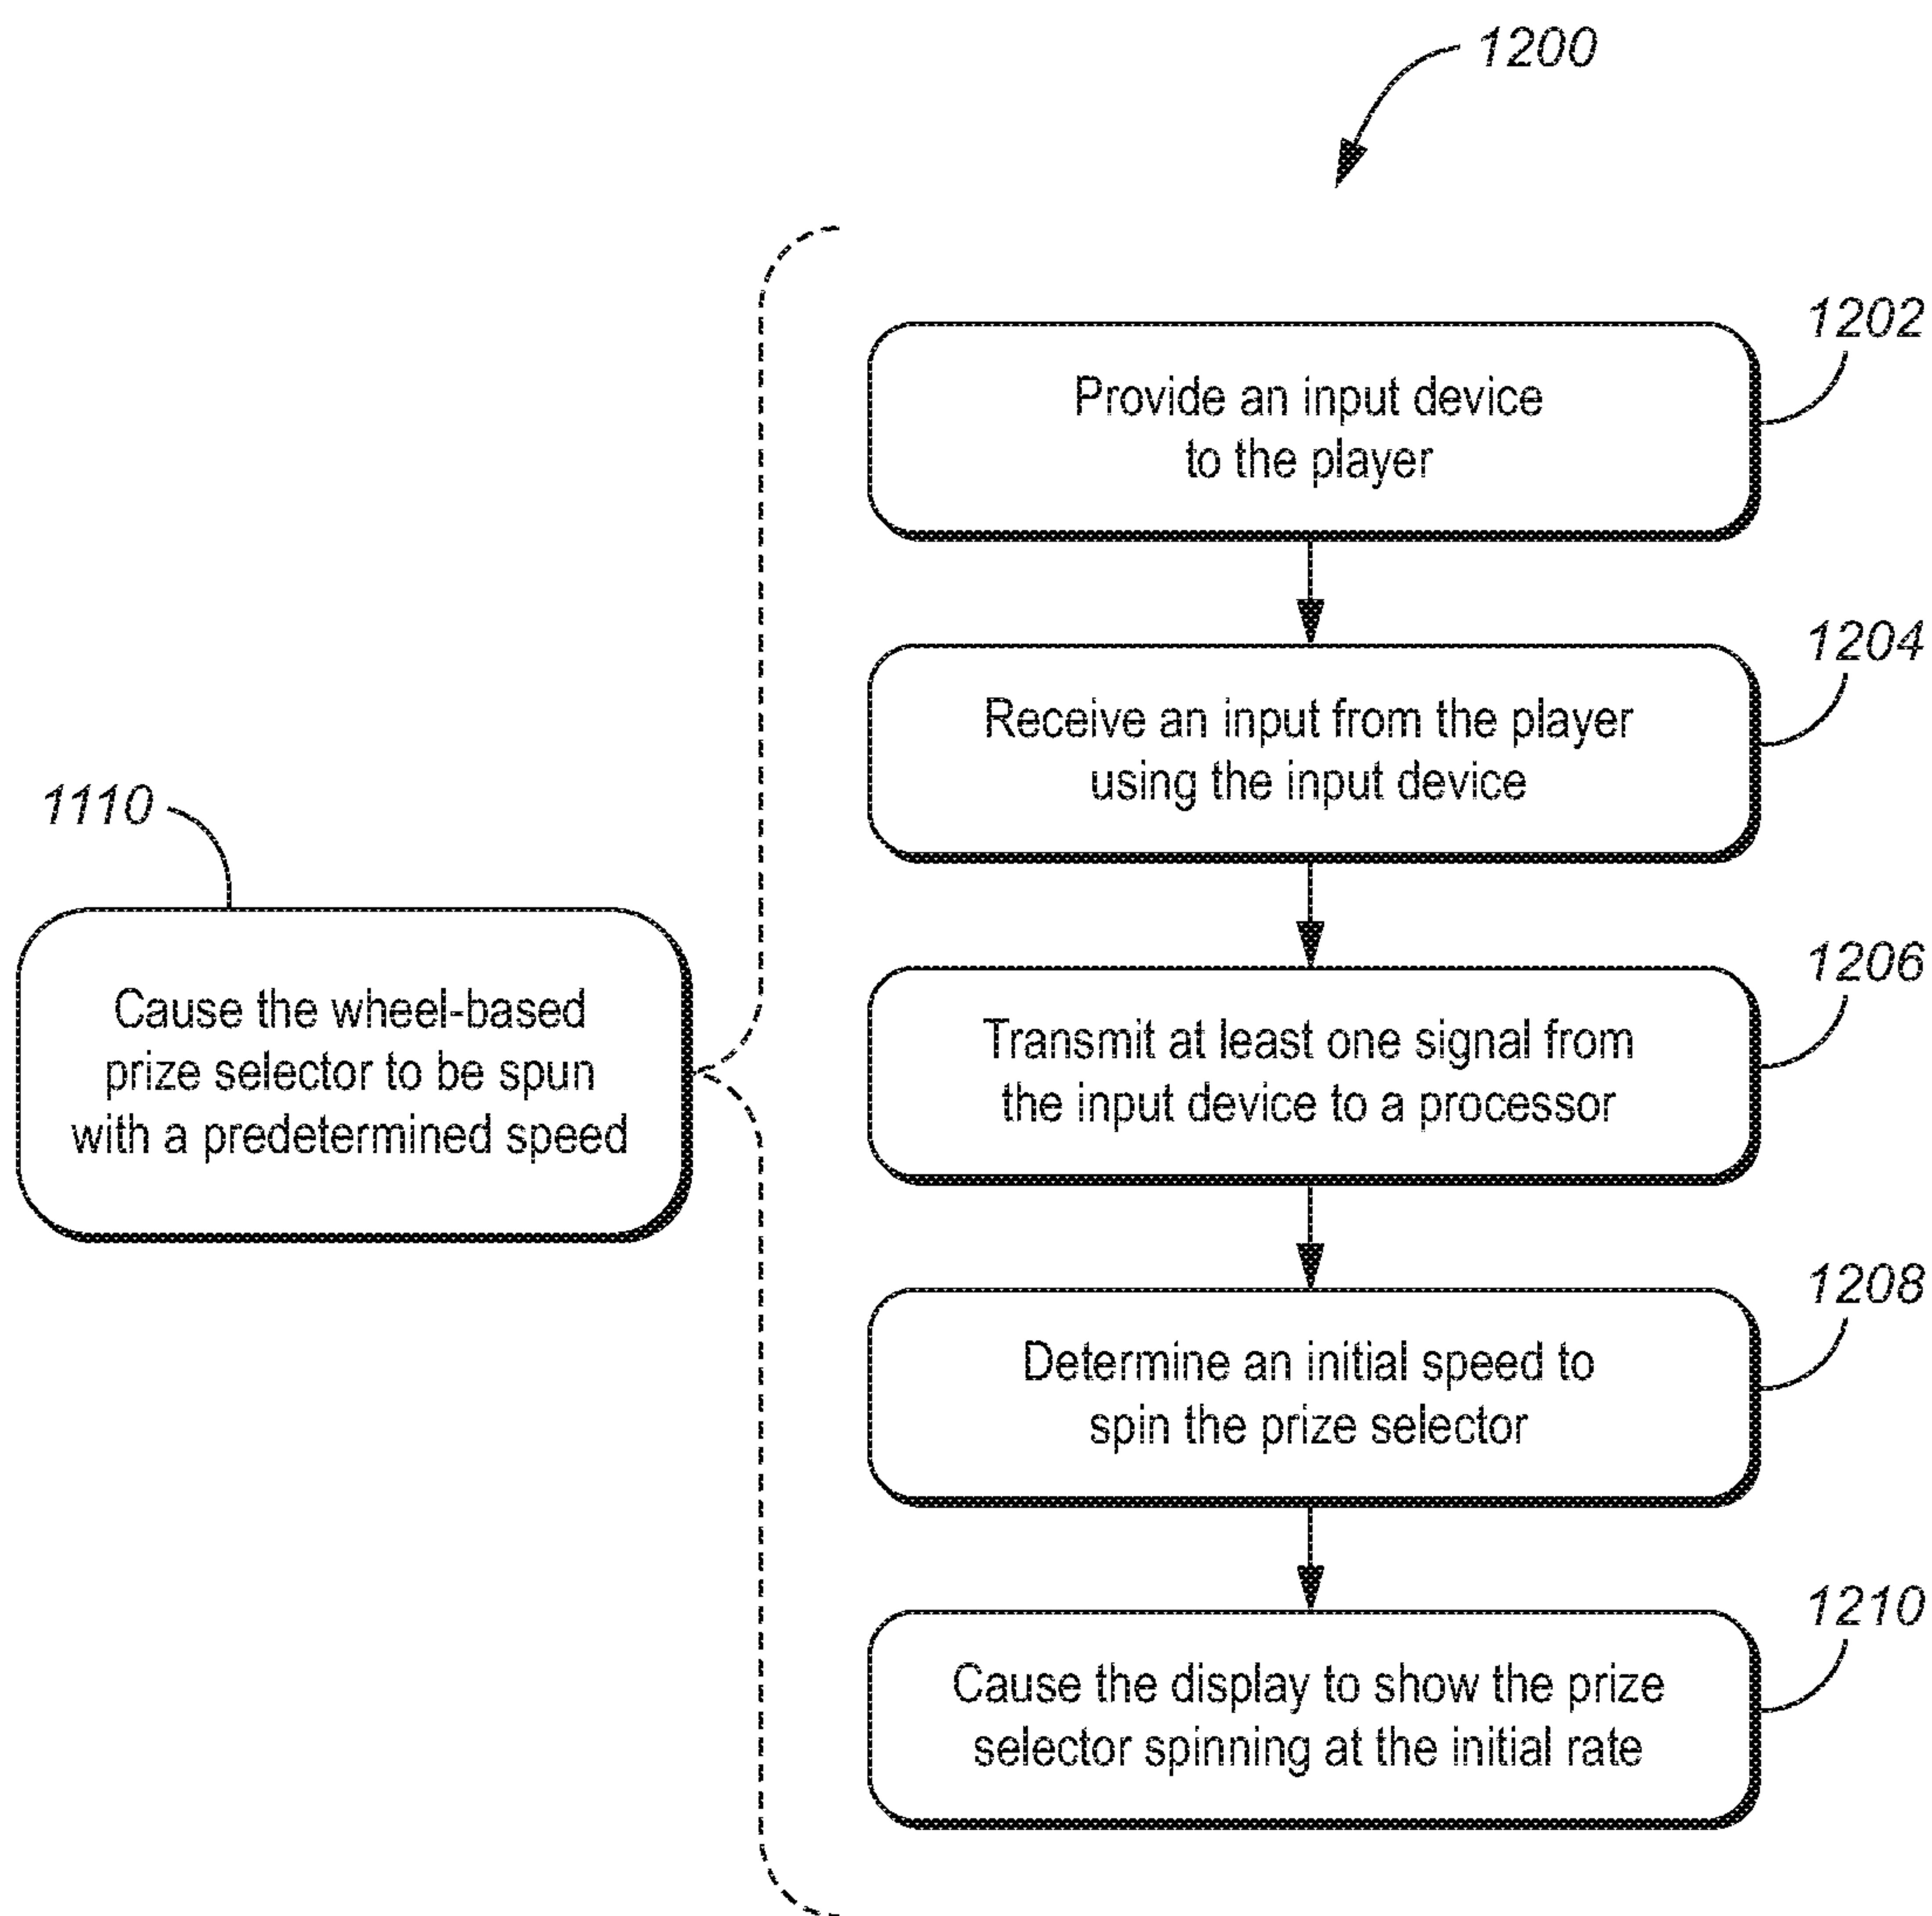 1200
1202
Provide an input device
to the player
1204
Receive an input from the player
using the input device
1110
Cause the wheel-based
prize selector to be spun
with a predetermined speed
1206
Transmit at least one signal from
the input device to a processor
1208
Determine an initial speed to
spin the prize selector
1210
Cause the display to show the prize
selector spinning at the initial rate